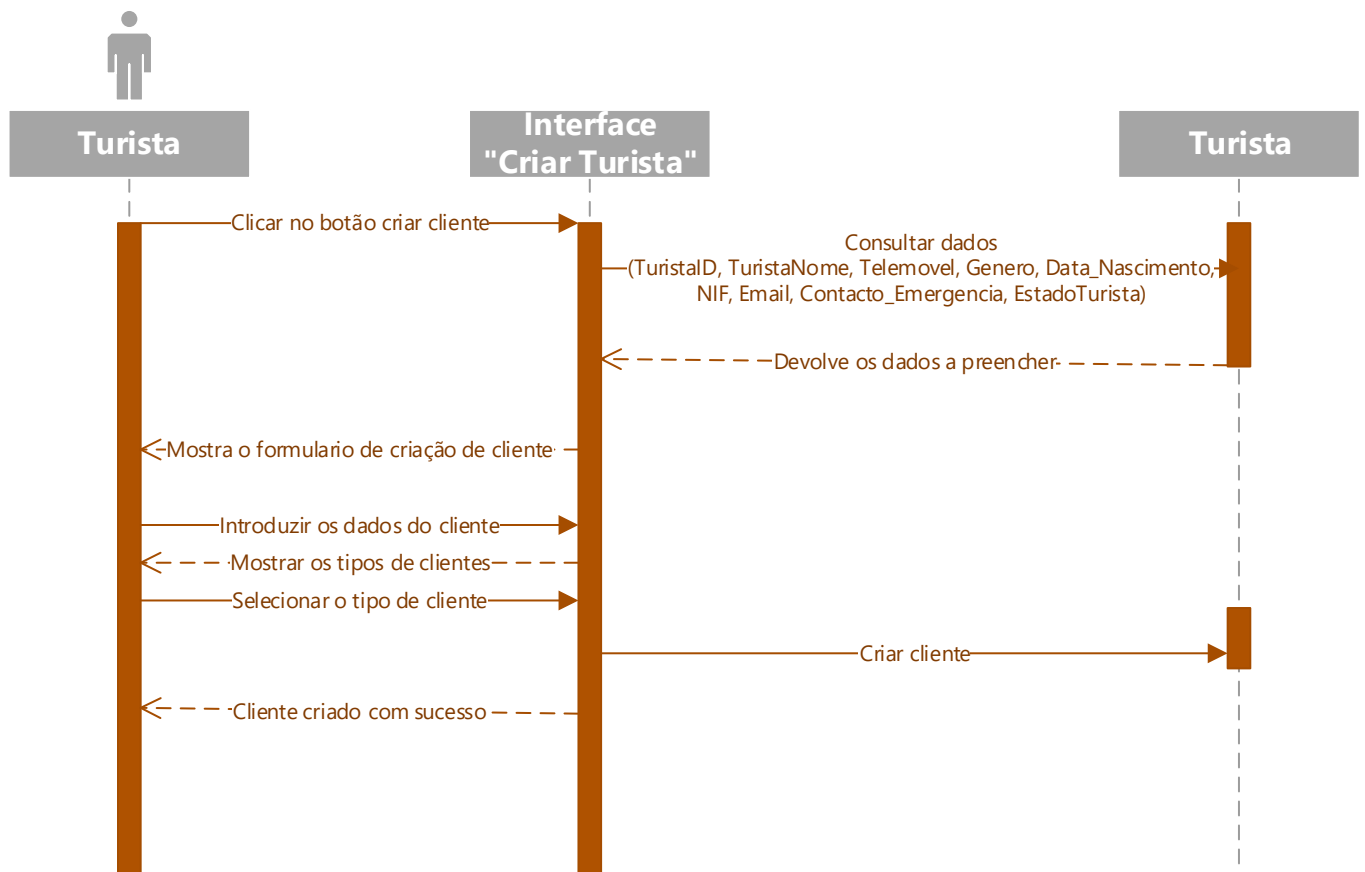 Turista
Interface
"Criar Turista"
Turista
Clicar no botão criar cliente
Consultar dados
(TuristaID, TuristaNome, Telemovel, Genero, Data_Nascimento,
NIF, Email, Contacto_Emergencia, EstadoTurista)
Devolve os dados a preencher
Mostra o formulario de criação de cliente
Introduzir os dados do cliente
Mostrar os tipos de clientes
Selecionar o tipo de cliente
Criar cliente
Cliente criado com sucesso